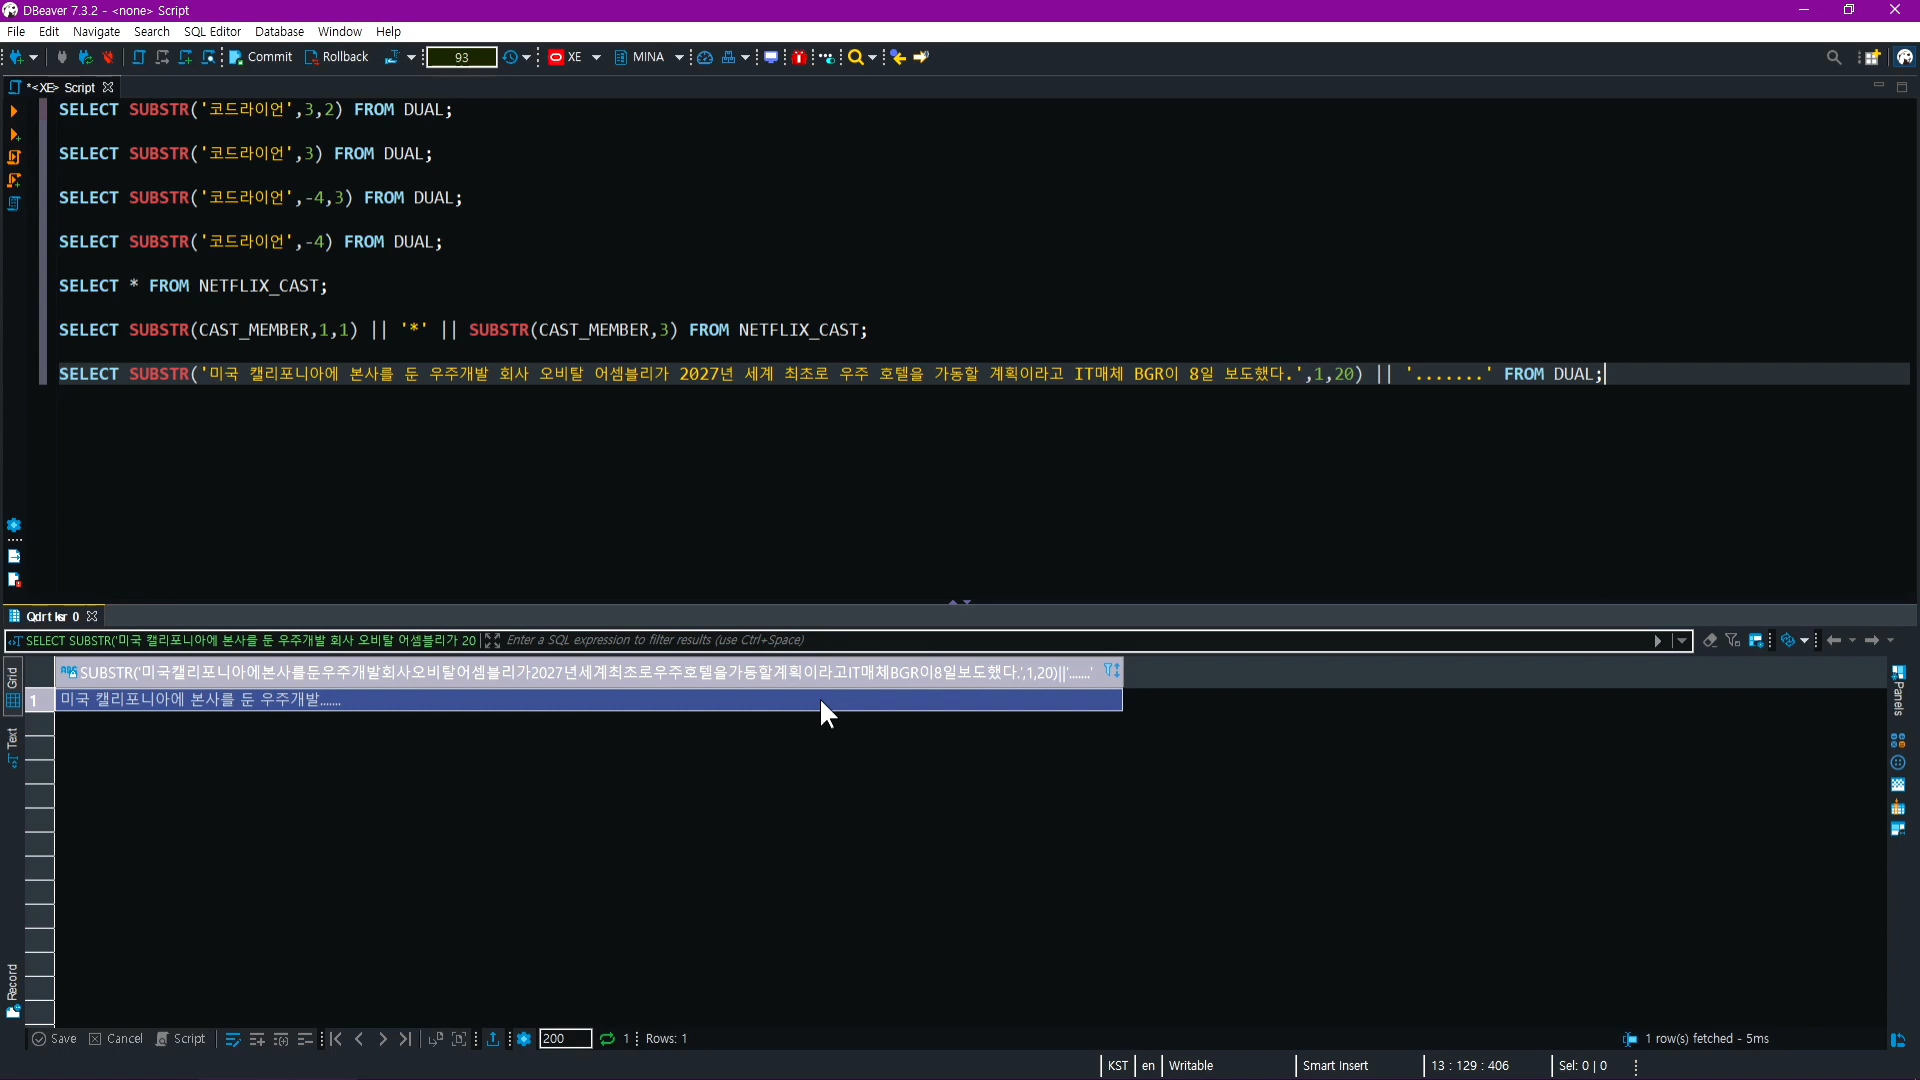 DBeaver 7.3.2 - <none> Script
File Edit Navigate Search SQL Editor Database Window Help
Commit Rollback 93 XE MINA
*<XE> Script
SELECT SUBSTR('코드라이언',3,2) FROM DUAL;
SELECT SUBSTR('코드라이언',3) FROM DUAL;
SELECT SUBSTR('코드라이언',-4,3) FROM DUAL;
SELECT SUBSTR('코드라이언',-4) FROM DUAL;
SELECT * FROM NETFLIX_CAST;
SELECT SUBSTR(CAST_MEMBER,1,1) || '*' || SUBSTR(CAST_MEMBER,3) FROM NETFLIX_CAST;
SELECT SUBSTR('미국 캘리포니아에 본사를 둔 우주개발 회사 오비탈 어셈블리가 2027년 세계 최초로 우주 호텔을 가동할 계획이라고 IT매체 BGR이 8일 보도했다.',1,20) || '.......' FROM DUAL;
0
SELECT SUBSTR('미국 캘리포니아에 본사를 둔 우주개발 회사 오비탈 어셈블리가 20 Enter a SQL expression to filter results (use Ctrl+Space)
Grid
Text
Record
Panels
SUBSTR('미국캘리포니아에본사를둔우주개발회사오비탈어셈블리가2027년세계최초로우주호텔을가동할계획이라고IT매체BGR이8일보도했다.',1,20)||'.......'
1 미국 캘리포니아에 본사를 둔 우주개발.......
Save Cancel Script 200 1 Rows: 1 1 row(s) fetched - 5ms
KST en Writable Smart Insert 13 : 129 : 406 Sel: 0 | 0